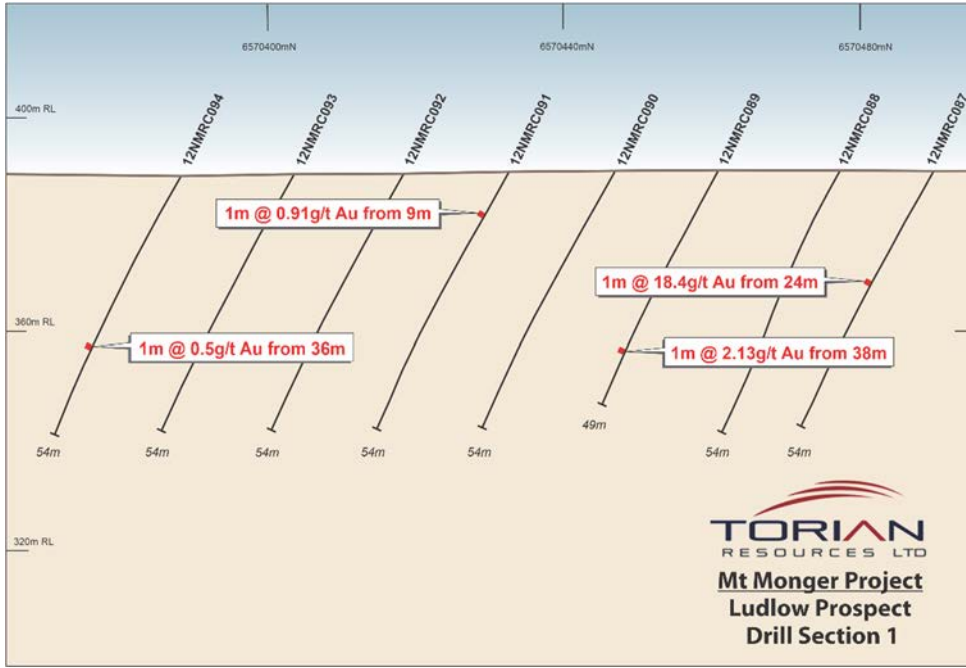 6570400mN
6570440mN
6570480mN
400m RL
12NMRC094
12NMRC093
12NMRC092
12NMRC091
12NMRC090
12NMRC089
12NMRC088
12NMRC087
1m @ 0.91g/t Au from 9m
1m @ 18.4g/t Au from 24m
360m RL
1m @ 0.5g/t Au from 36m
1m @ 2.13g/t Au from 38m
49m
54m
54m
54m
54m
54m
54m
54m
320m RL
TORIAN
RESOURCES LTD
Mt Monger Project
Ludlow Prospect
Drill Section 1